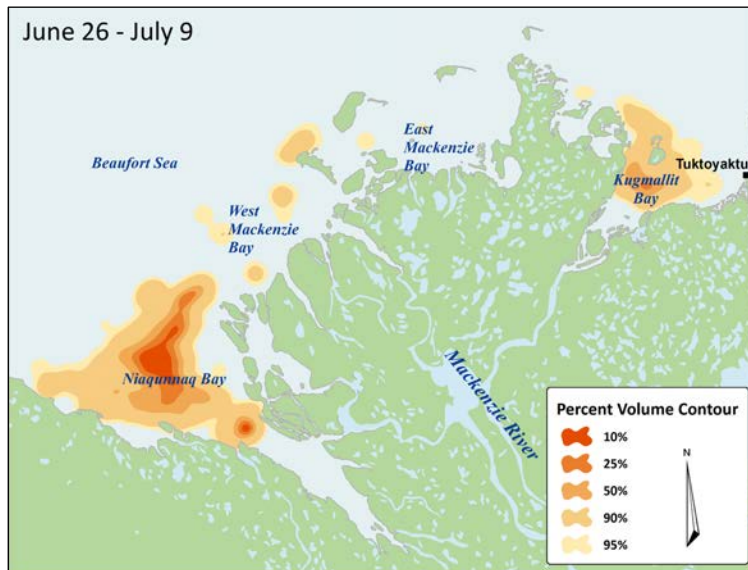 June 26 - July 9
Beaufort Sea
East
Mackenzie
Bay
Tuktoyaktu
Kugmallit
Bay
West
Mackenzie
Bay
Niaqunnaq Bay
Mackenzie River
Percent Volume Contour
10%
25%
50%
90%
95%
N